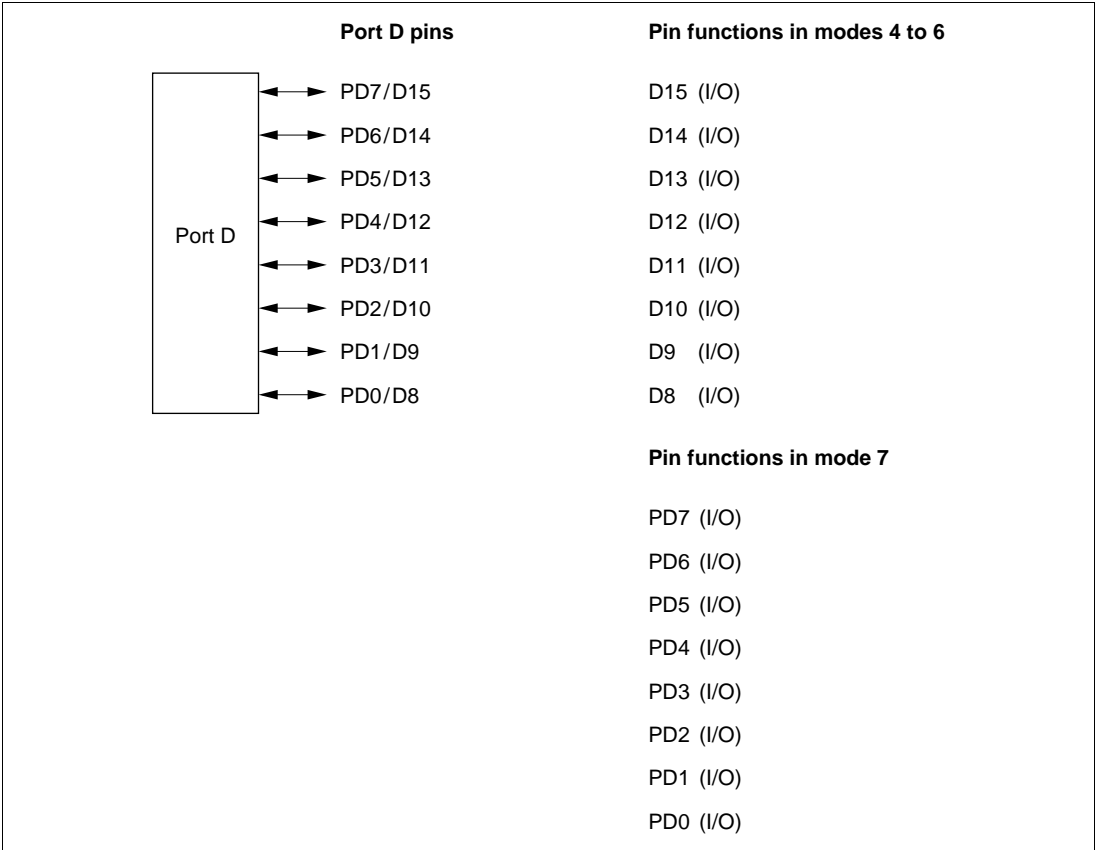 Port D pins Pin functions in modes 4 to 6
PD7/D15 D15 (I/O)
PD6/D14 D14 (I/O)
PD5/D13 D13 (I/O)
PD4/D12 D12 (I/O)
Port D
PD3/D11 D11 (I/O)
PD2/D10 D10 (I/O)
PD1/D9 D9 (I/O)
PD0/D8 D8 (I/O)
Pin functions in mode 7
PD7 (I/O)
PD6 (I/O)
PD5 (I/O)
PD4 (I/O)
PD3 (I/O)
PD2 (I/O)
PD1 (I/O)
PD0 (I/O)